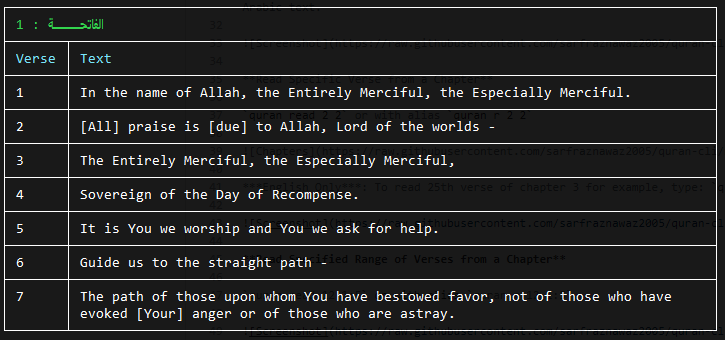 1 : الفاتحـــــة
Verse Text
1 In the name of Allah, the Entirely Merciful, the Especially Merciful.
2 [All] praise is [due] to Allah, Lord of the worlds -
3 The Entirely Merciful, the Especially Merciful,
4 Sovereign of the Day of Recompense.
5 It is You we worship and You we ask for help.
6 Guide us to the straight path -
7 The path of those upon whom You have bestowed favor, not of those who have
evoked [Your] anger or of those who are astray.